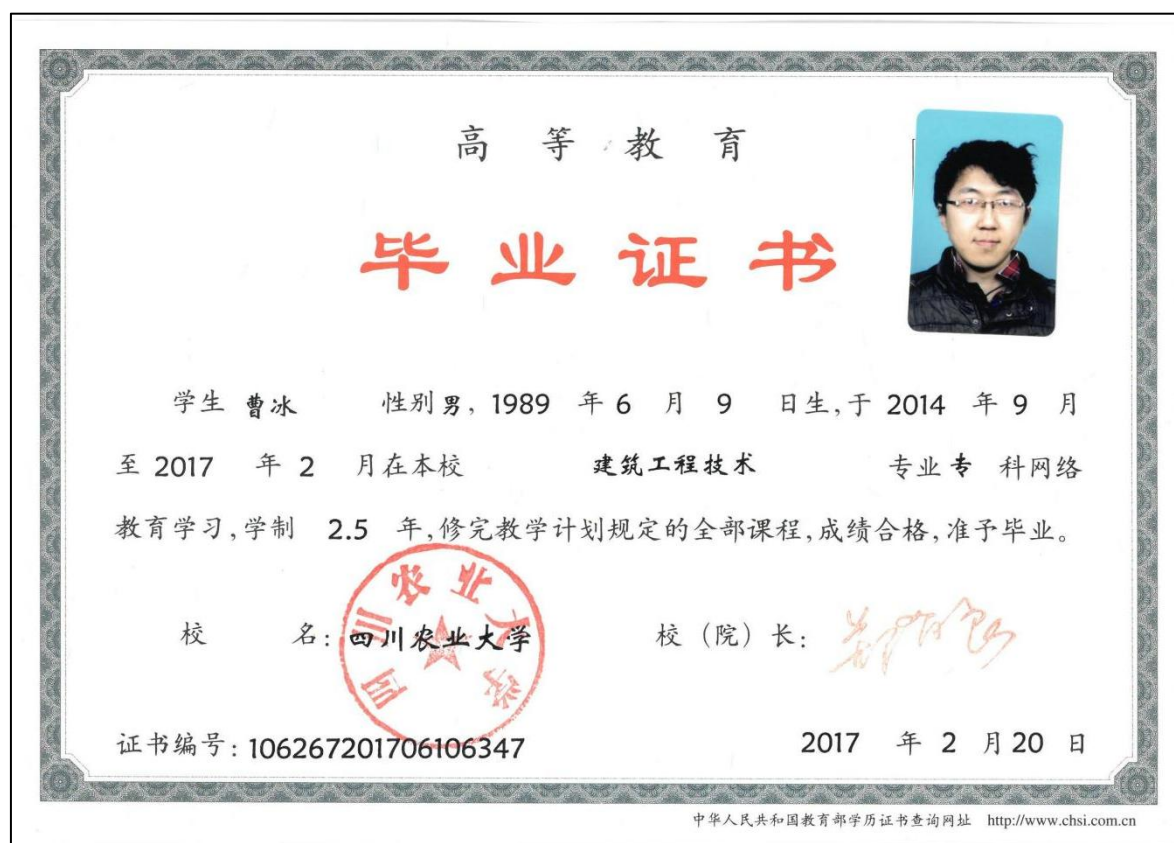 高等教育
毕业证书
学生 曹冰 性别男, 1989 年 6 月 9 日生,于 2014 年 9 月
至 2017 年 2 月在本校 建筑工程技术 专业 专 科网络
教育学习,学制 2.5 年,修完教学计划规定的全部课程,成绩合格,准予毕业。
四川农业大学
校 名: 四川农业大学 校(院)长:
证书编号: 106267201706106347 2017 年 2 月 20 日
中华人民共和国教育部学历证书查询网址 http://www.chsi.com.cn